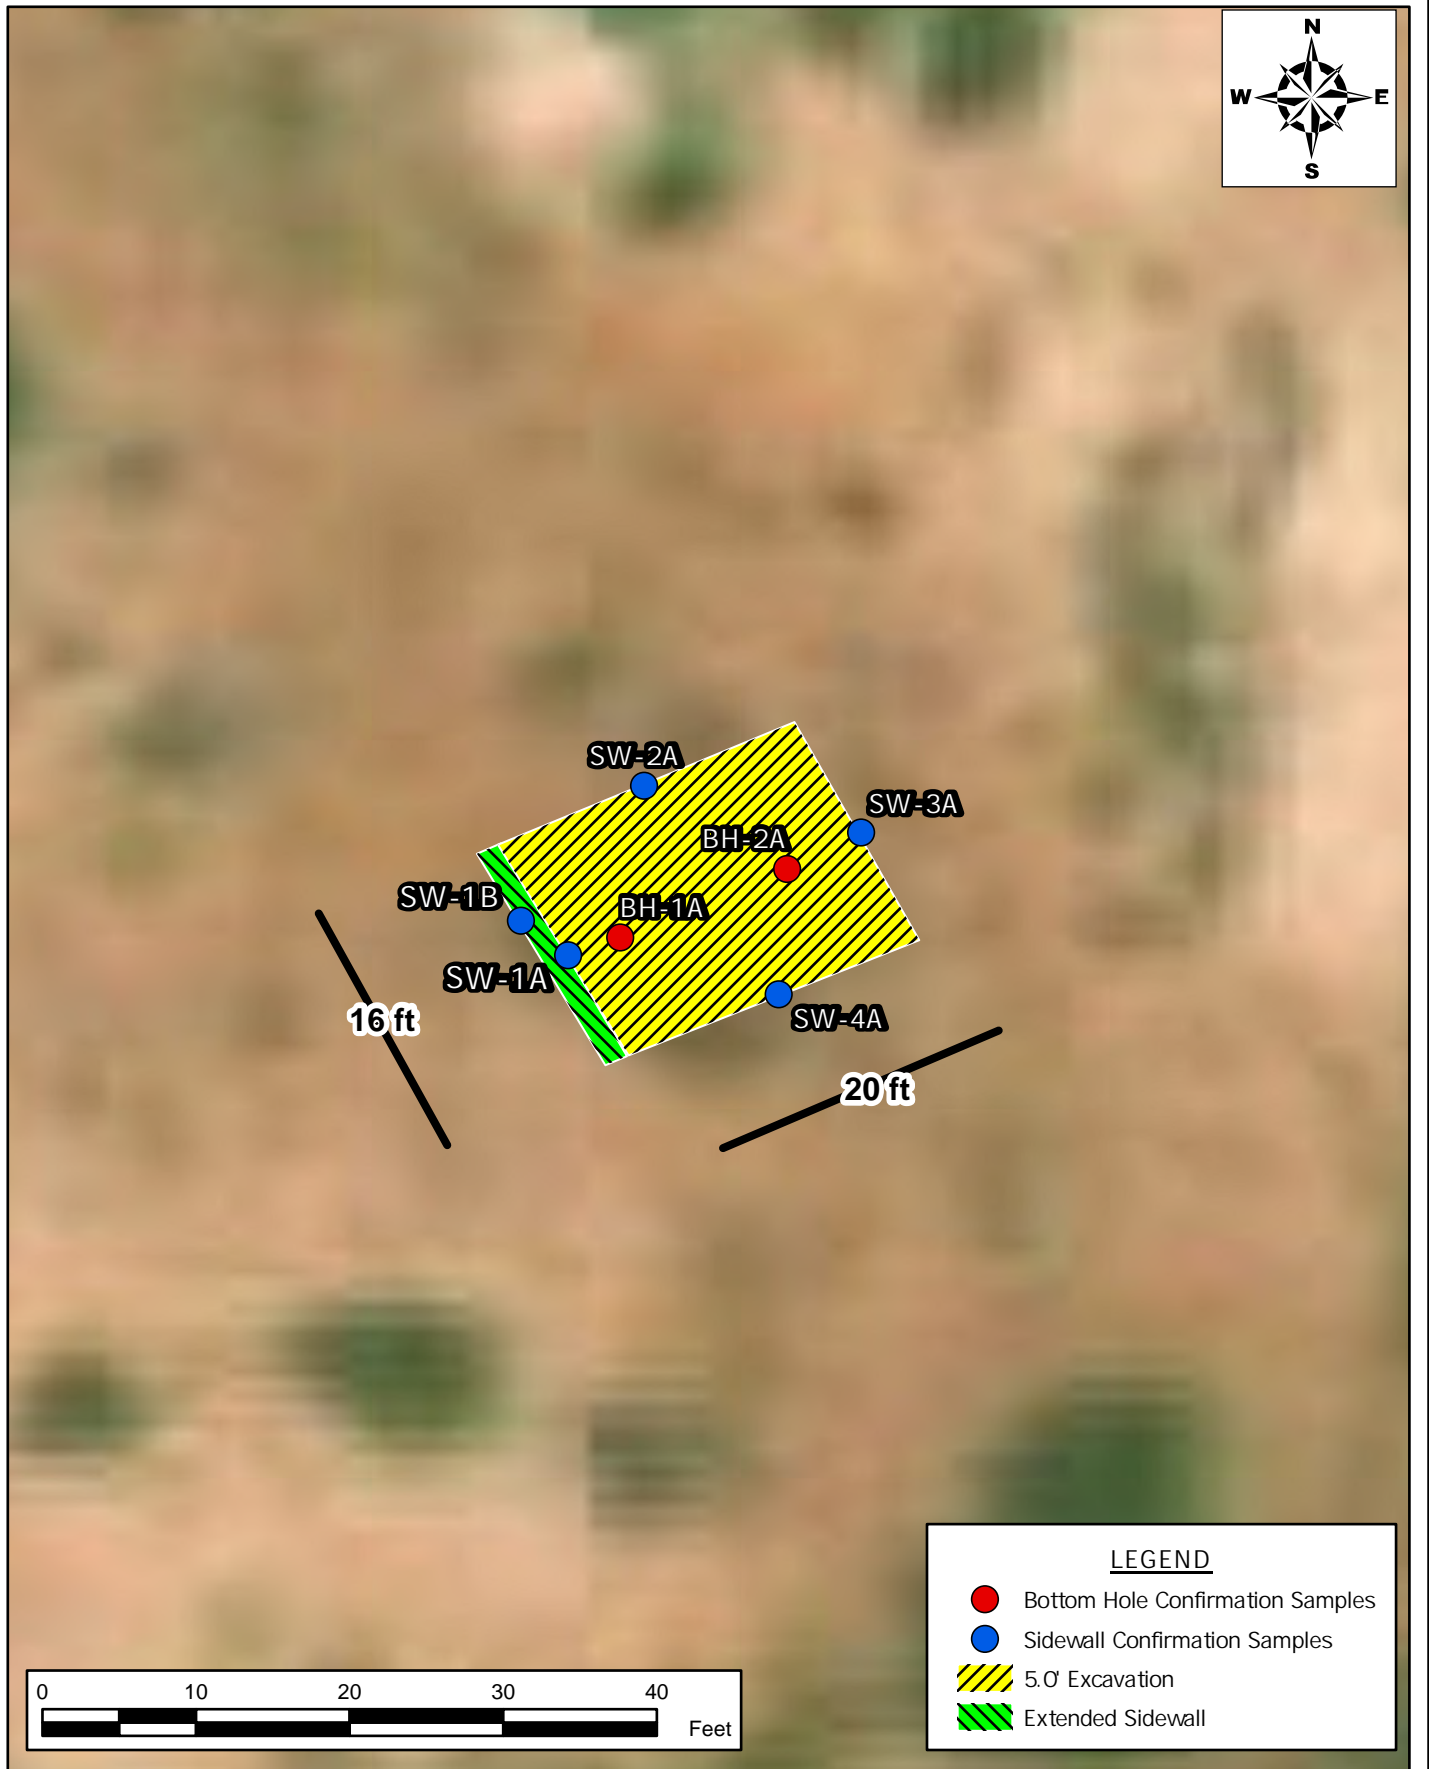 N
W E
S
SW-2A
SW-3A
BH-2A
SW-1B
BH-1A
SW-1A
SW-4A
16 ft
20 ft
LEGEND
Bottom Hole Confirmation Samples
Sidewall Confirmation Samples
5.0' Excavation
Extended Sidewall
0 10 20 30 40
Feet